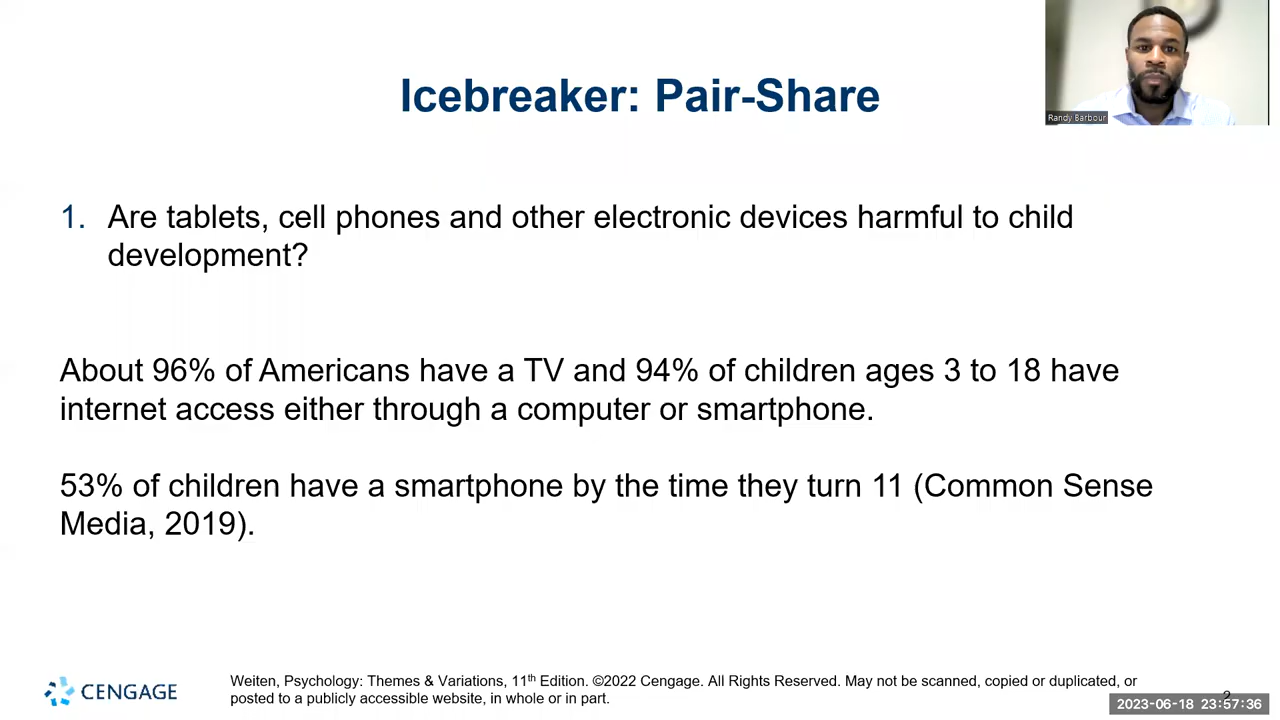 Icebreaker: Pair-Share
Randy Barbour
1. Are tablets, cell phones and other electronic devices harmful to child
development?
About 96% of Americans have a TV and 94% of children ages 3 to 18 have
internet access either through a computer or smartphone.
53% of children have a smartphone by the time they turn 11 (Common Sense
Media, 2019).
CENGAGE
Weiten, Psychology: Themes & Variations, 11th Edition. ©2022 Cengage. All Rights Reserved. May not be scanned, copied or duplicated, or
posted to a publicly accessible website, in whole or in part.
2
2023-06-18 23:57:36